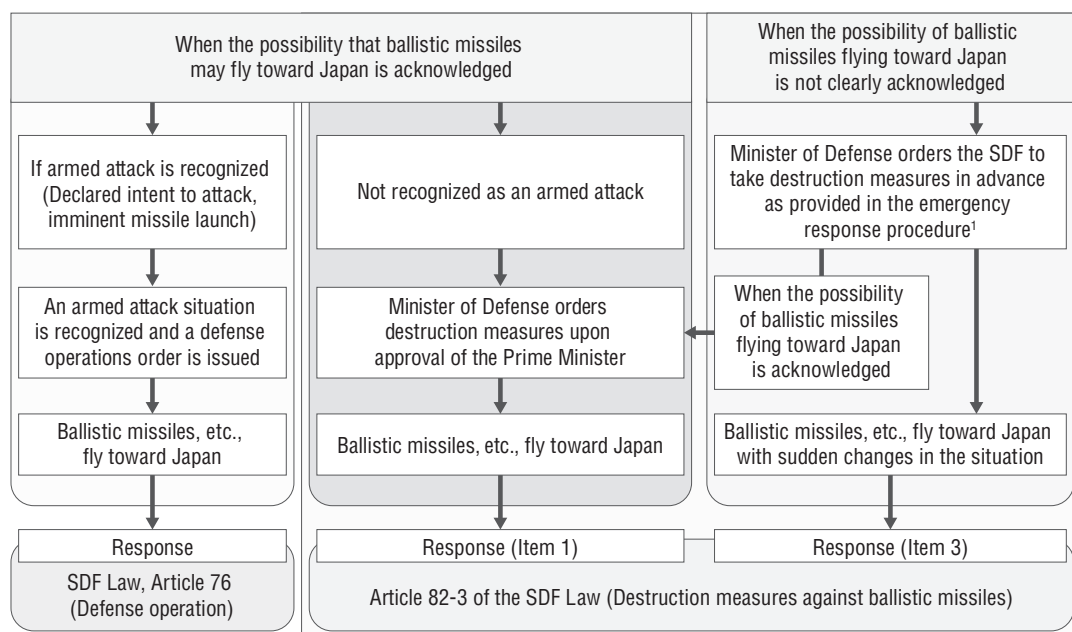 When the possibility that ballistic missiles
may fly toward Japan is acknowledged
When the possibility of ballistic
missiles flying toward Japan
is not clearly acknowledged
If armed attack is recognized
(Declared intent to attack,
imminent missile launch)
Not recognized as an armed attack
Minister of Defense orders the SDF to
take destruction measures in advance
as provided in the emergency
response procedure¹
An armed attack situation
is recognized and a defense
operations order is issued
Minister of Defense orders
destruction measures upon
approval of the Prime Minister
When the possibility
of ballistic missiles
flying toward Japan
is acknowledged
Ballistic missiles, etc.,
fly toward Japan
Ballistic missiles, etc., fly toward Japan
Ballistic missiles, etc., fly toward Japan
with sudden changes in the situation
Response
Response (Item 1)
Response (Item 3)
SDF Law, Article 76
(Defense operation)
Article 82-3 of the SDF Law (Destruction measures against ballistic missiles)